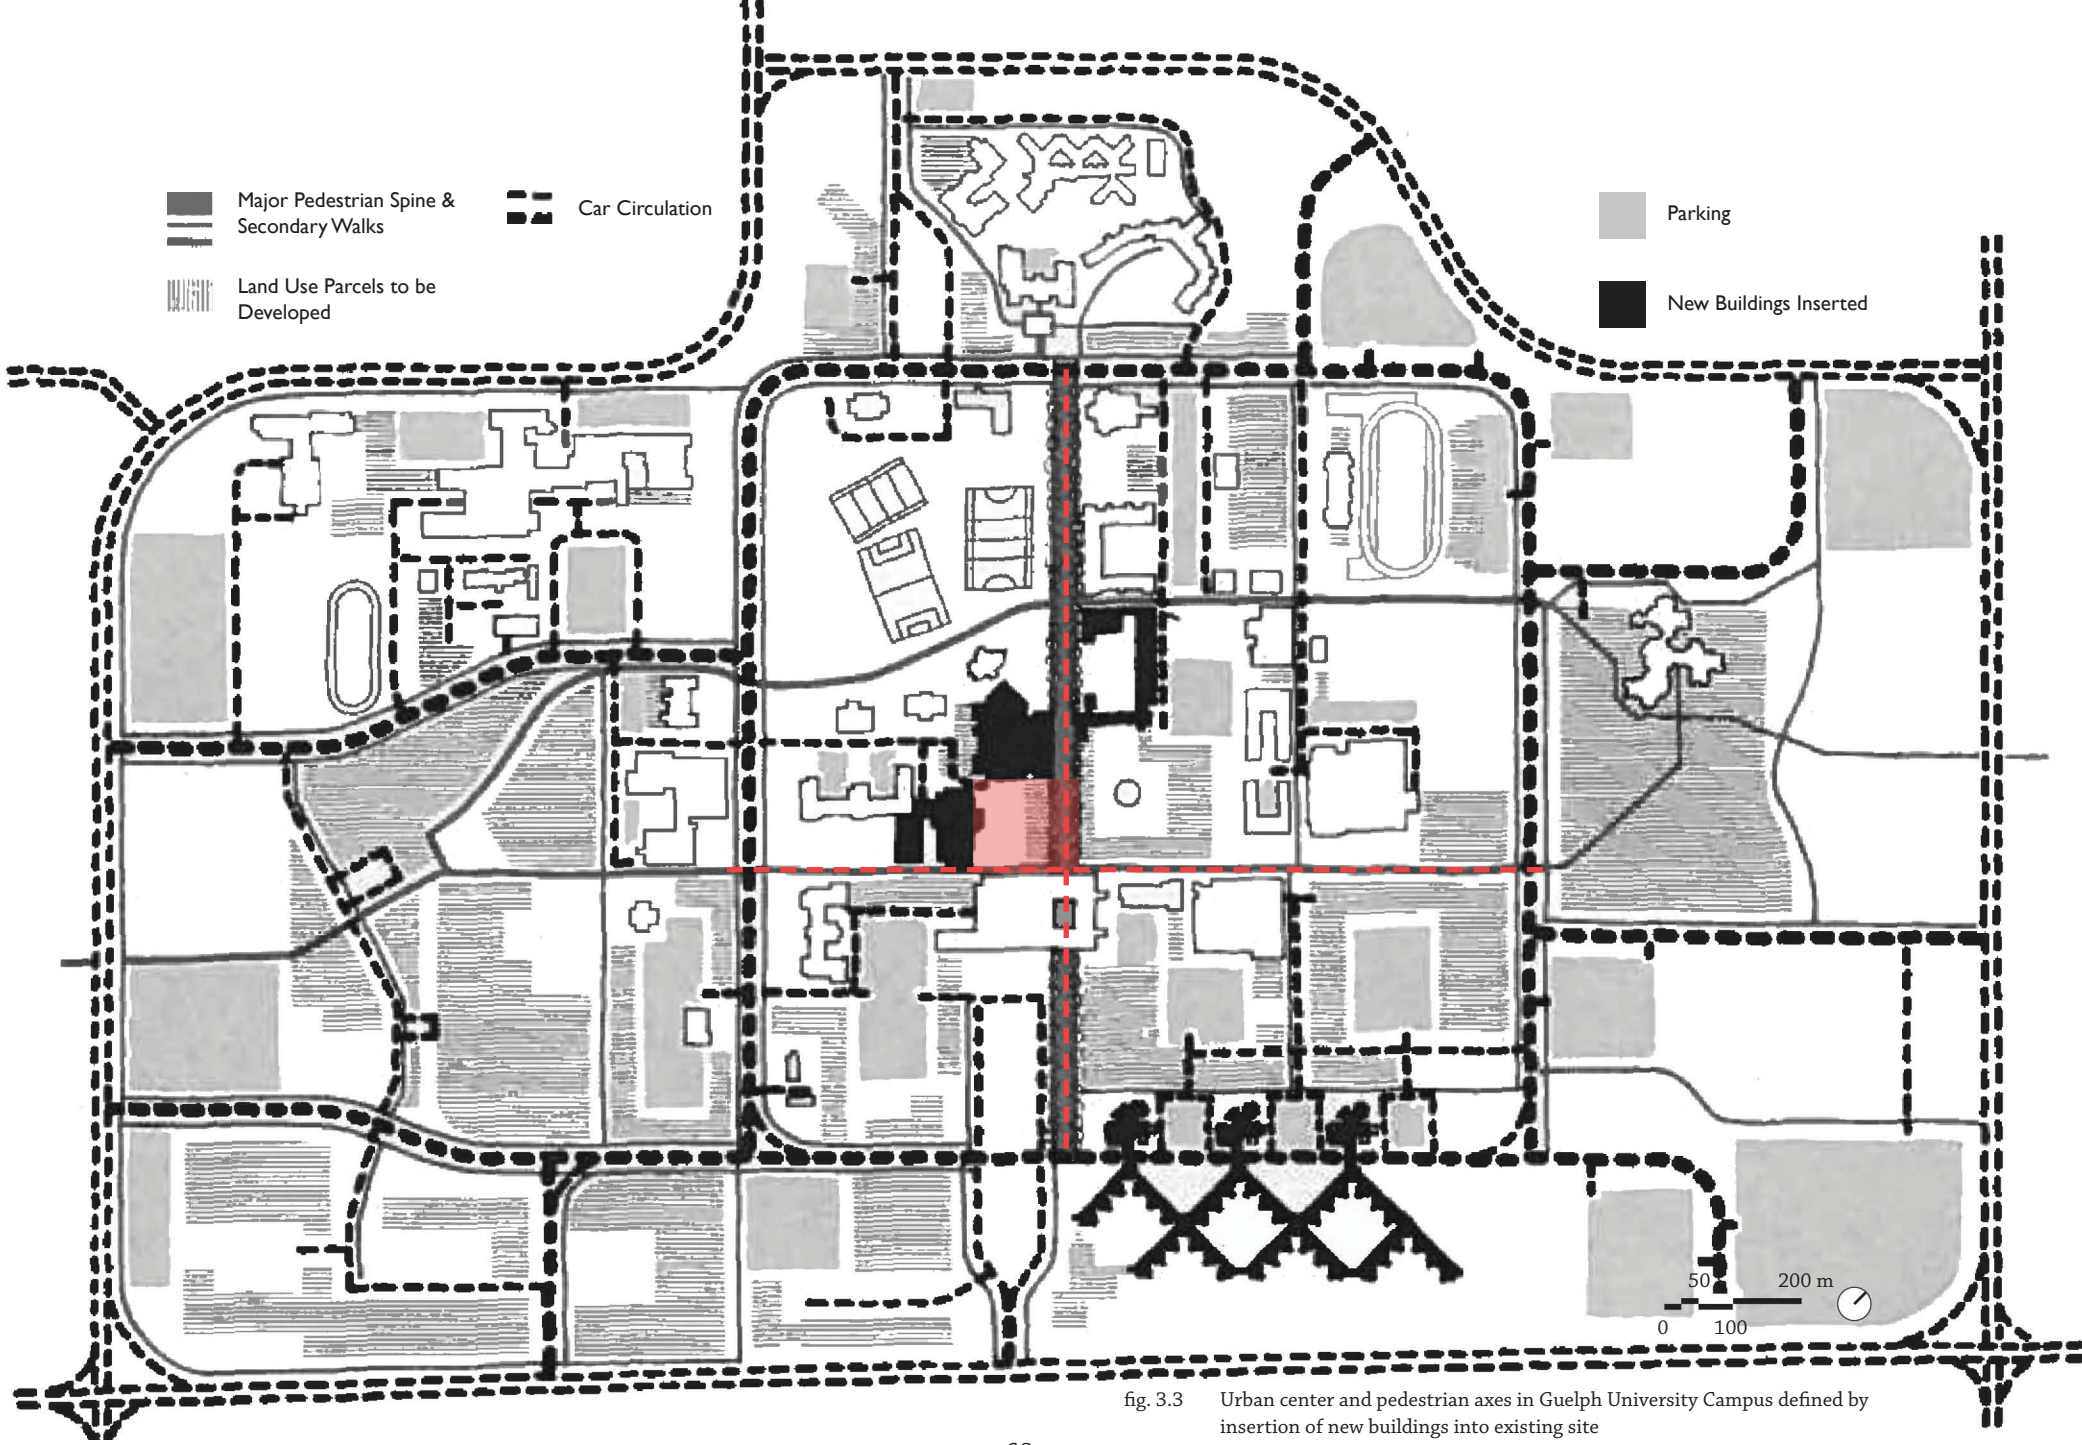 Major Pedestrian Spine &
Secondary Walks
Car Circulation
Land Use Parcels to be
Developed
Parking
New Buildings Inserted
50 200 m
0 100
fig. 3.3 Urban center and pedestrian axes in Guelph University Campus defined by
insertion of new buildings into existing site